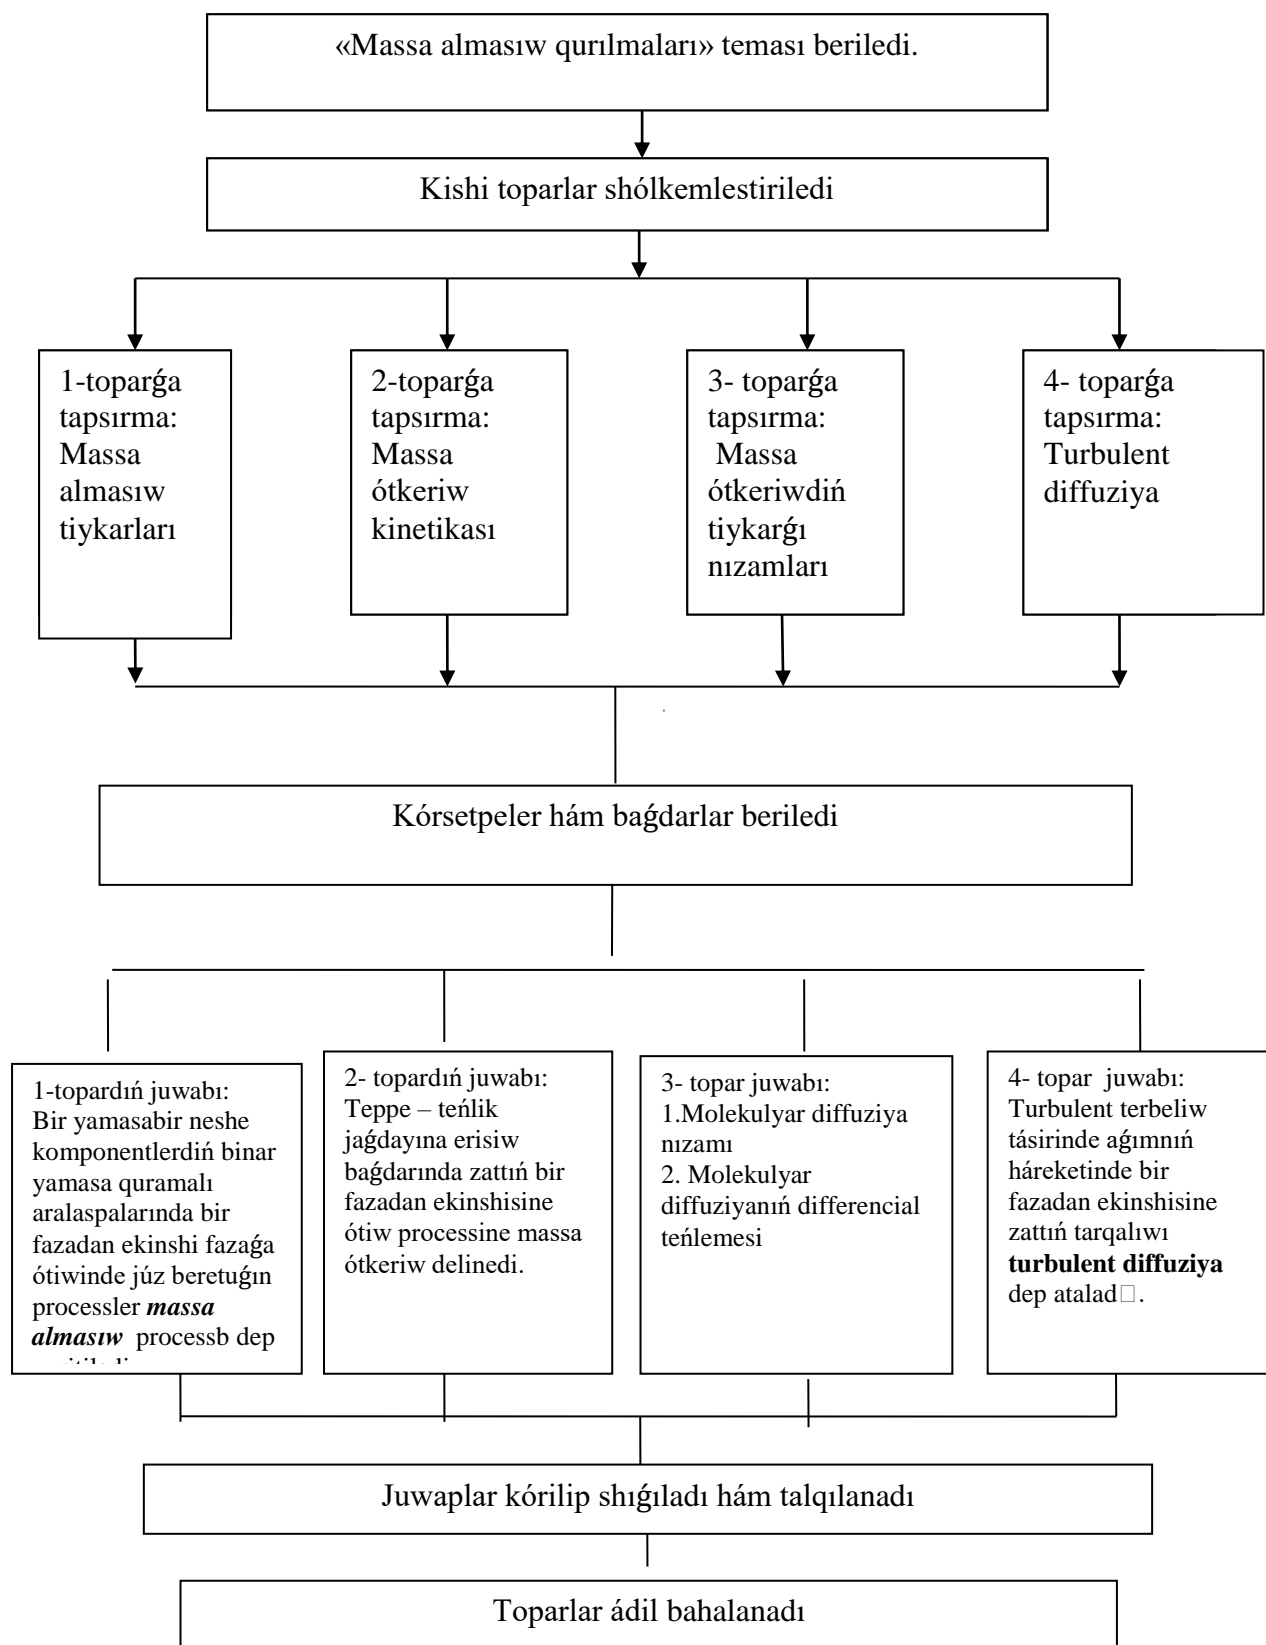 «Massa almasıw qurılmaları» teması beriledi.
Kishi toparlar shólkemlestiriledi
1-toparǵa
tapsırma:
Massa
almasıw
tiykarları
2-toparǵa
tapsırma:
Massa
ótkeriw
kinetikası
3- toparǵa
tapsırma:
Massa
ótkeriwdiń
tiykarǵı
nızamları
4- toparǵa
tapsırma:
Turbulent
diffuziya
Kórsetpeler hám baǵdarlar beriledi
1-topardıń juwabı:
Bir yamasabir neshe
komponentlerdiń binar
yamasa quramalı
aralaspalarında bir
fazadan ekinshi fazaǵa
ótiwinde júz beretuǵın
processler massa
almasıw processb dep
2- topardıń juwabı:
Teppe – teńlik
jaǵdayına erisiw
baǵdarında zattıń bir
fazadan ekinshisine
ótiw processine massa
ótkeriw delinedi.
3- topar juwabı:
1.Molekulyar diffuziya
nızamı
2. Molekulyar
diffuziyanıń differencial
teńlemesi
4- topar juwabı:
Turbulent terbeliw
tásirinde aǵımnıń
háreketinde bir
fazadan ekinshisine
zattıń tarqalıwı
turbulent diffuziya
dep atalad□.
Juwaplar kórilip shıǵıladı hám talqılanadı
Toparlar ádil bahalanadı